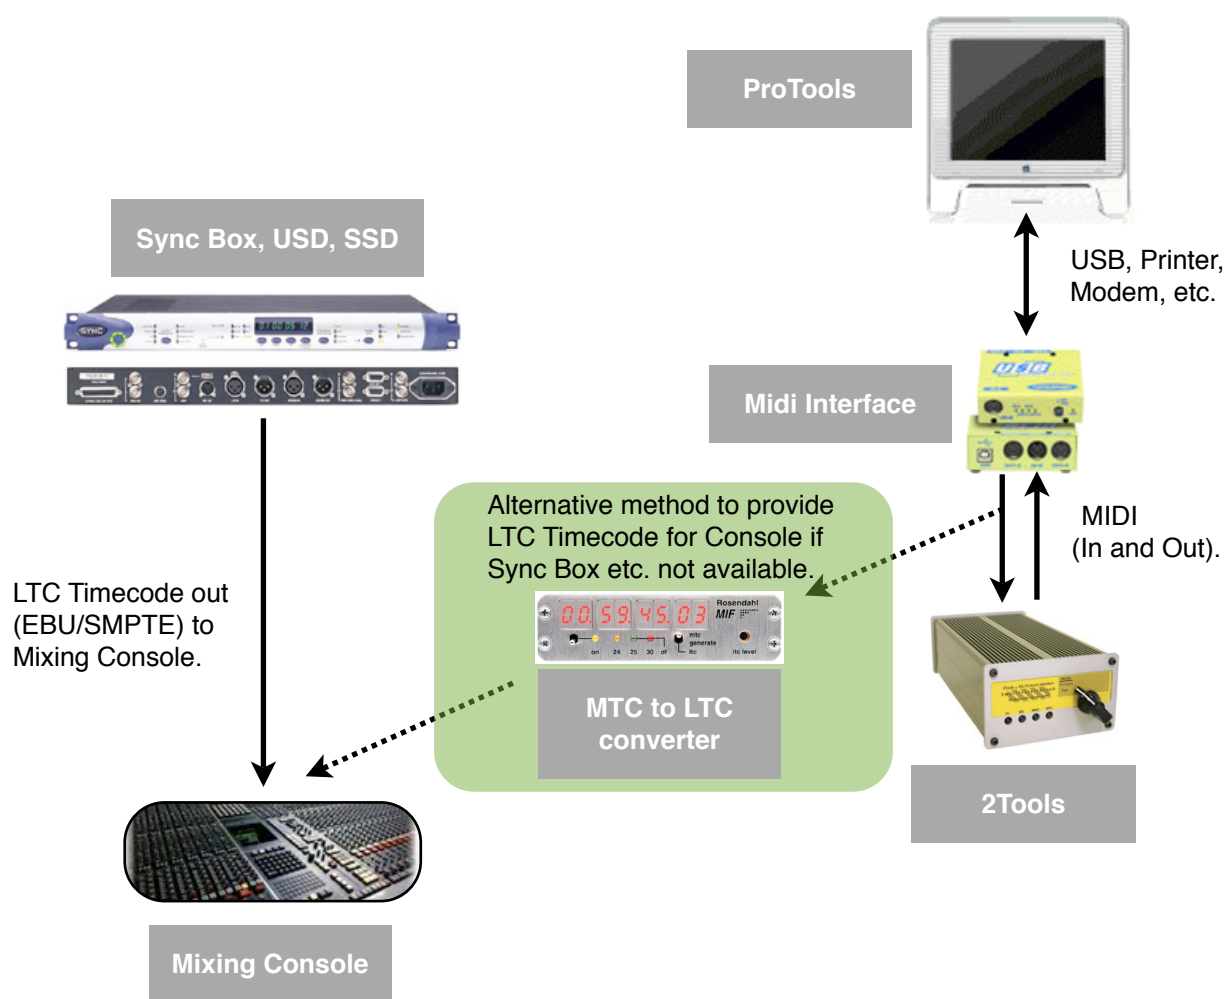 ProTools
Sync Box, USD, SSD
USB, Printer,
Modem, etc.
SYNC
USB
Midi Interface
Alternative method to provide
LTC Timecode for Console if
Sync Box etc. not available.
MIDI
(In and Out).
LTC Timecode out
(EBU/SMPTE) to
Mixing Console.
Rosendahl
MIF
00. 59. 45. 03
mtc
generate
ltc
on 24 25 30 df
ltc level
MTC to LTC
converter
2Tools
Mixing Console